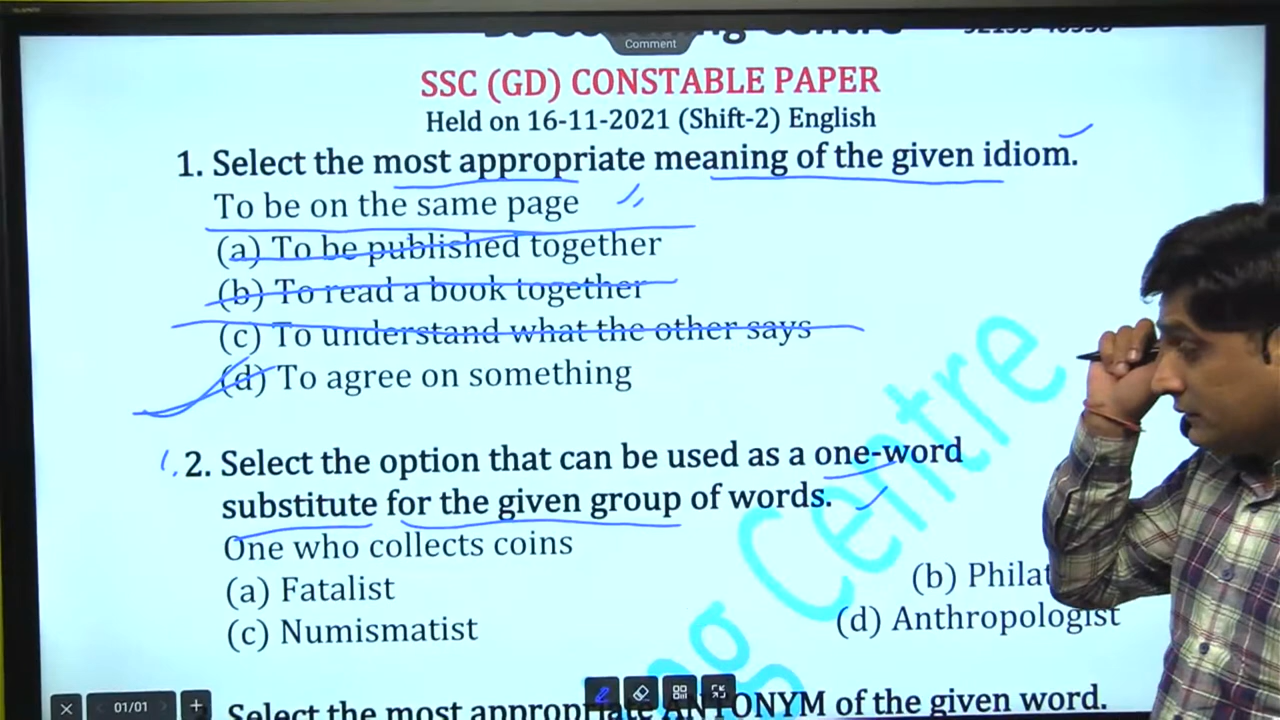 Comment
SSC (GD) CONSTABLE PAPER
Held on 16-11-2021 (Shift-2) English
1. Select the most appropriate meaning of the given idiom.
To be on the same page
(a) To be published together
(b) To read a book together
(c) To understand what the other says
(d) To agree on something
2. Select the option that can be used as a one-word
substitute for the given group of words.
One who collects coins
(a) Fatalist
(b)
(c) Numismatist
(d) Anthropologist
Centre
01/01
Select the most appropriate ANTONYM of the given word.